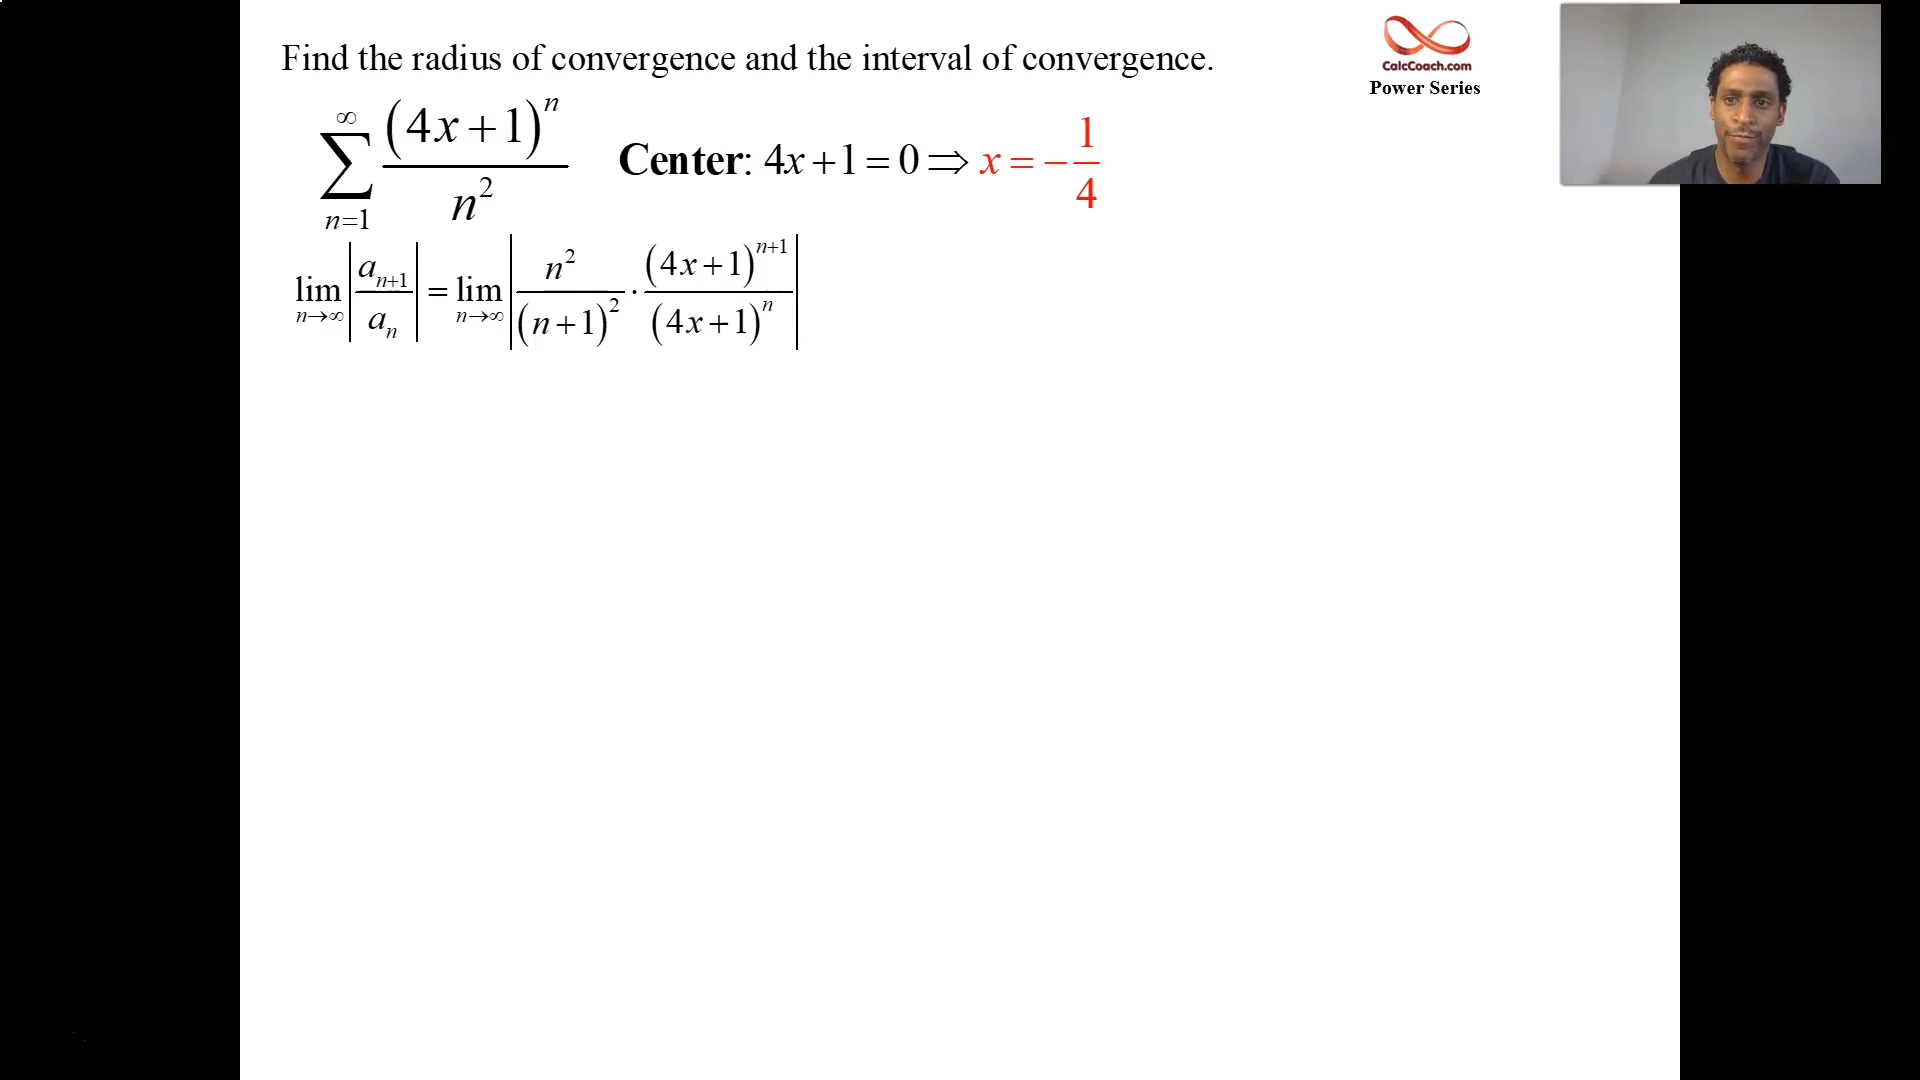 Find the radius of convergence and the interval of convergence.
CalcCoach.com
Power Series
∑_{n=1}^{∞} (4x+1)^n / n^2    Center: 4x+1=0 ⇒ x = −1/4
lim_{n→∞} |a_{n+1} / a_n| = lim_{n→∞} |n^2 / (n+1)^2 · (4x+1)^{n+1} / (4x+1)^n|